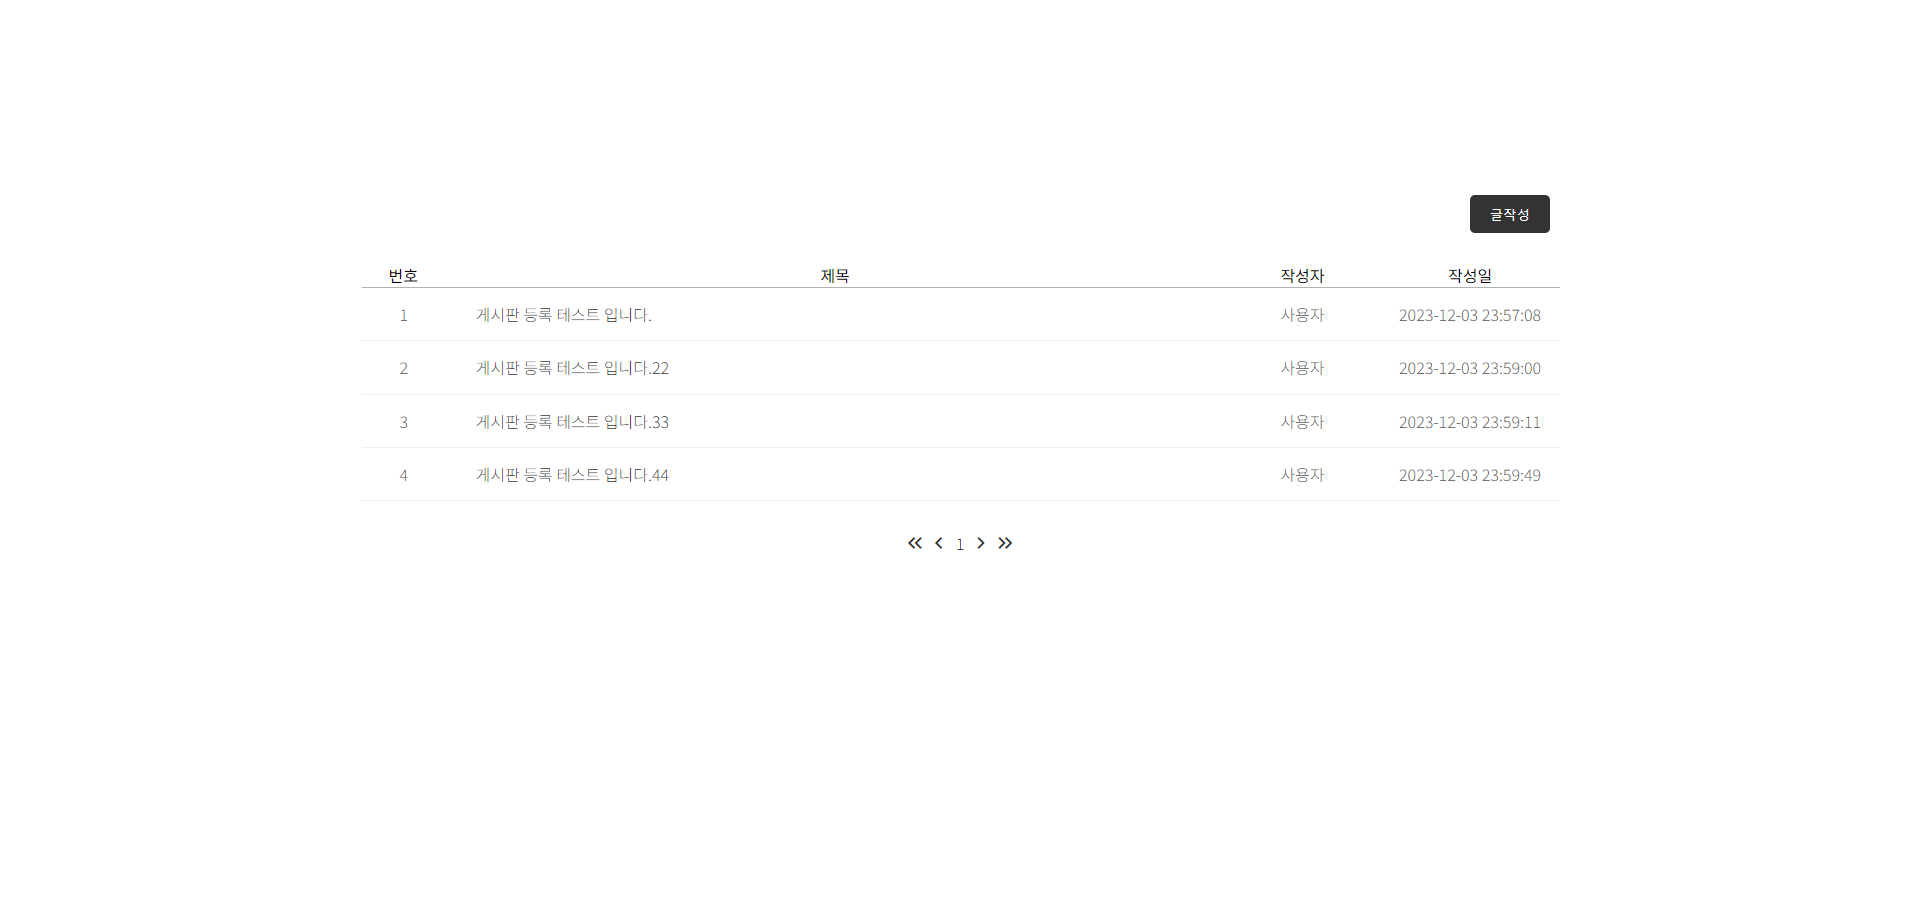 글작성
번호 제목 작성자 작성일
1 게시판 등록 테스트 입니다. 사용자 2023-12-03 23:57:08
2 게시판 등록 테스트 입니다.22 사용자 2023-12-03 23:59:00
3 게시판 등록 테스트 입니다.33 사용자 2023-12-03 23:59:11
4 게시판 등록 테스트 입니다.44 사용자 2023-12-03 23:59:49
1